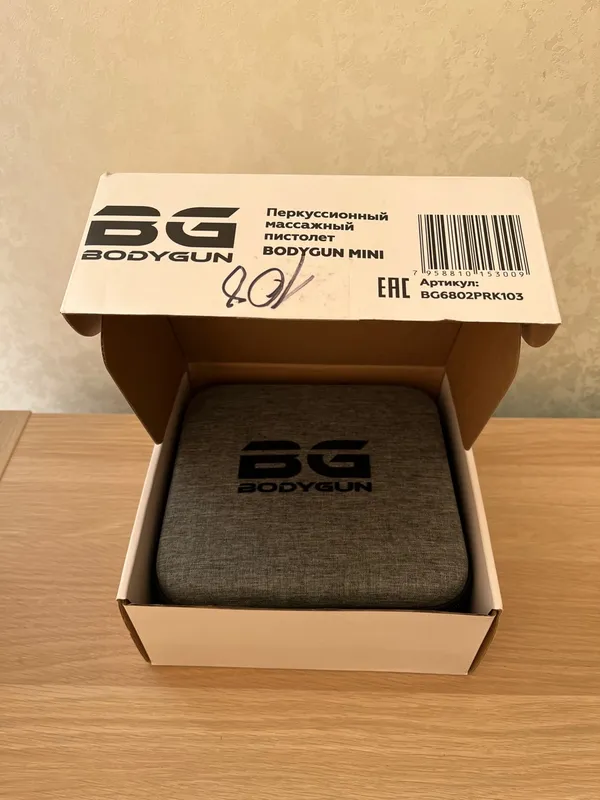 BG
BODYGUN
Перкуссионный
массажный
пистолет
BODYGUN MINI
7 958810 153009
EAC Артикул:
BG6802PRK103
BG
BODYGUN